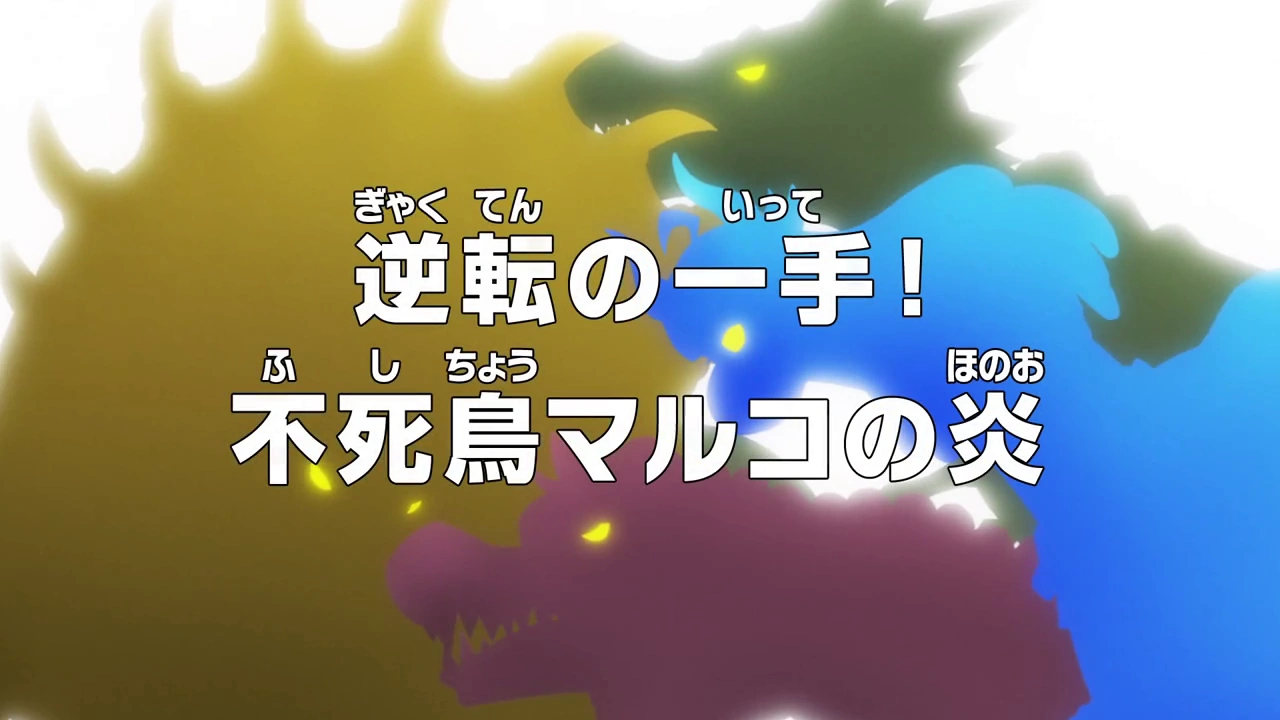 ぎゃく てん いって
逆転の一手!
ふ し ちょう ほのお
不死鳥マルコの炎